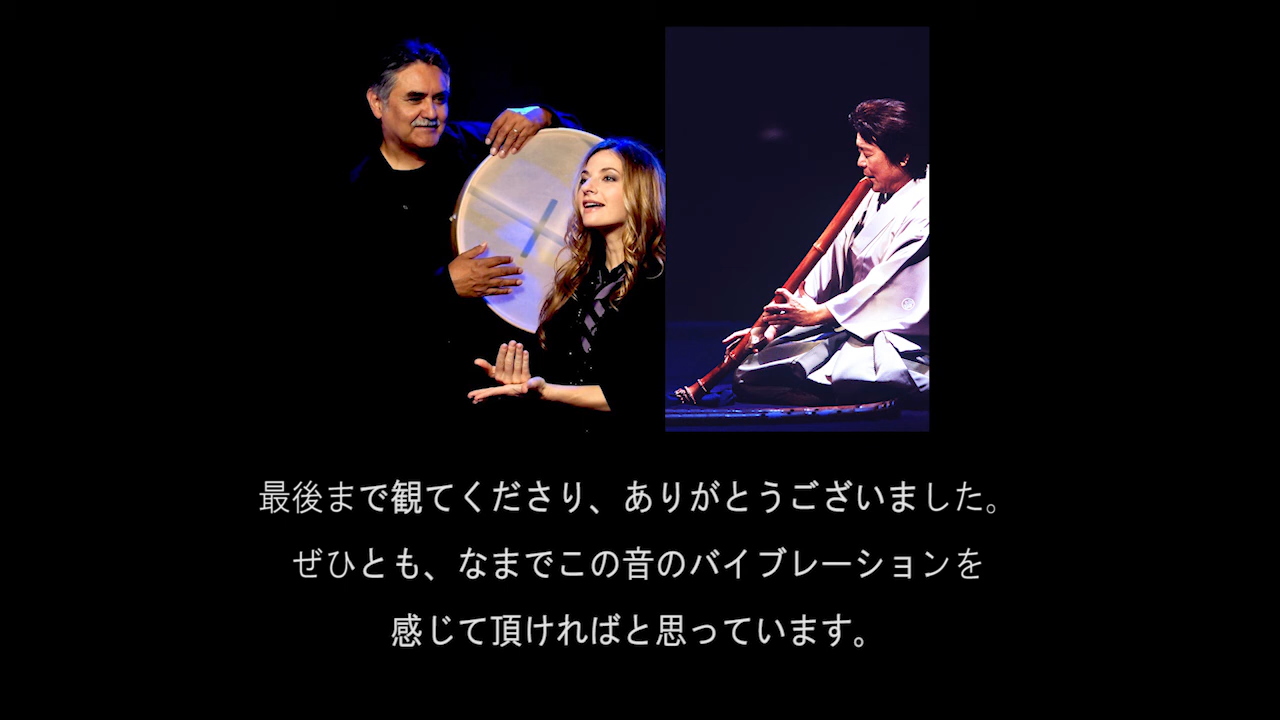 最後まで観てくださり、ありがとうございました。
ぜひとも、なまでこの音のバイブレーションを
感じて頂ければと思っています。